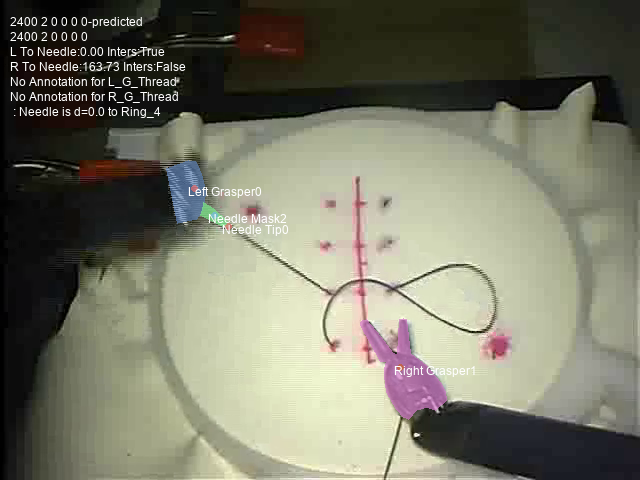 2400 2 0 0 0 0-predicted
2400 2 0 0 0 0
L To Needle:0.00 Inters:True
R To Needle:163.73 Inters:False
No Annotation for L_G_Thread
No Annotation for R_G_Thread
: Needle is d=0.0 to Ring_4
Left Grasper0
Needle Mask2
Needle Tip0
Right Grasper1